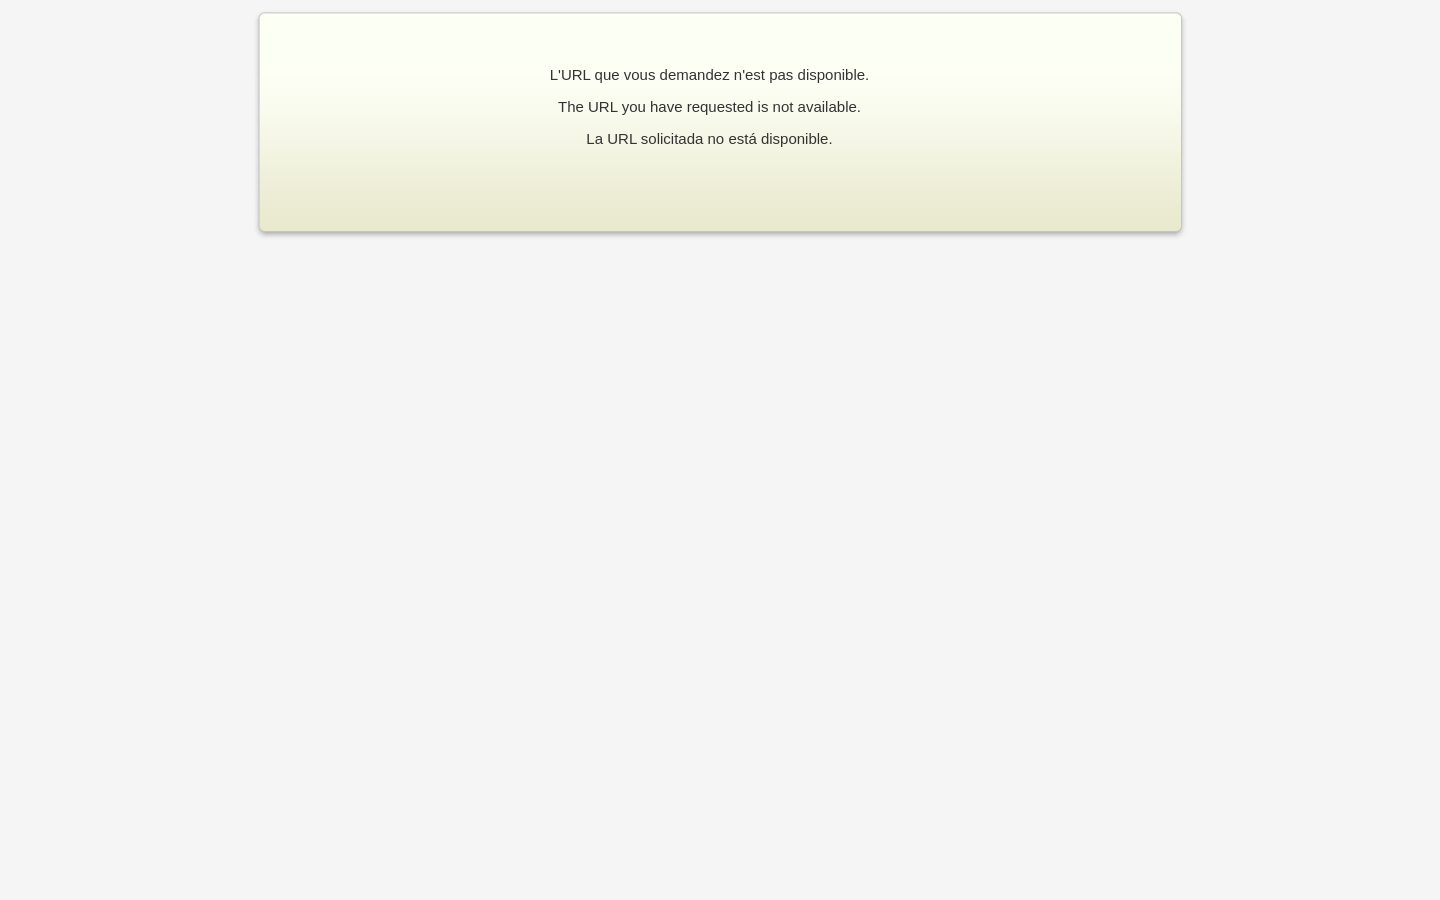 L'URL que vous demandez n'est pas disponible.
The URL you have requested is not available.
La URL solicitada no está disponible.